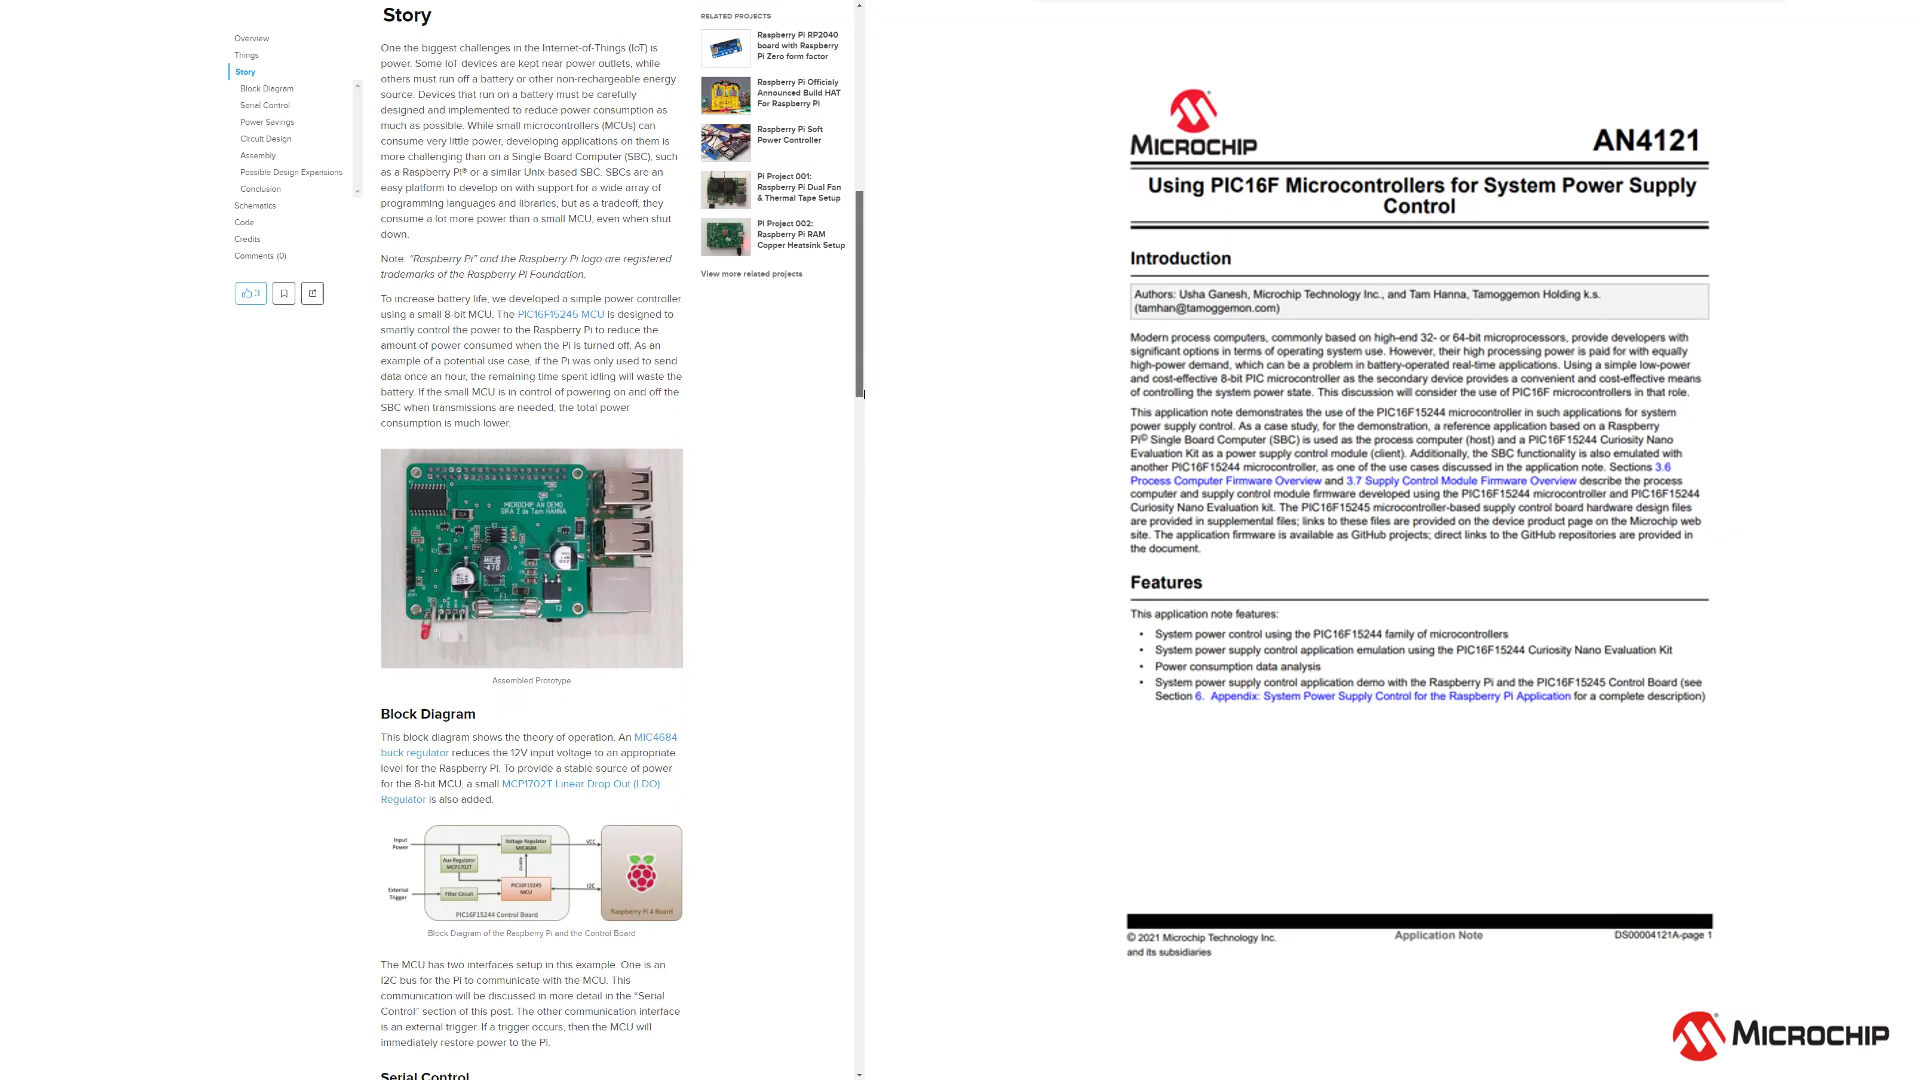 Story
Overview
Things
Story
Block Diagram
Serial Control
Power Savings
Circuit Design
Assembly
Possible Design Expansions
Conclusion
Schematics
Code
Credits
Comments (0)
3
One the biggest challenges in the Internet-of-Things (IoT) is
power. Some IoT devices are kept near power outlets, while
others must run off a battery or other non-rechargeable energy
source. Devices that run on a battery must be carefully
designed and implemented to reduce power consumption as
much as possible. While small microcontrollers (MCUs) can
consume very little power, developing applications on them is
more challenging than on a Single Board Computer (SBC), such
as a Raspberry Pi® or a similar Unix-based SBC. SBCs are an
easy platform to develop on with support for a wide array of
programming languages and libraries, but as a tradeoff, they
consume a lot more power than a small MCU, even when shut
down.
Note: “Raspberry Pi” and the Raspberry Pi logo are registered
trademarks of the Raspberry Pi Foundation.
To increase battery life, we developed a simple power controller
using a small 8-bit MCU. The PIC16F15245 MCU is designed to
smartly control the power to the Raspberry Pi to reduce the
amount of power consumed when the Pi is turned off. As an
example of a potential use case, if the Pi was only used to send
data once an hour, the remaining time spent idling will waste the
battery. If the small MCU is in control of powering on and off the
SBC when transmissions are needed, the total power
consumption is much lower.
MICROCHIP AN DEMO
GIRA 2 de Tam HANNA
470
F1
T2
Assembled Prototype
Block Diagram
This block diagram shows the theory of operation. An MIC4684
buck regulator reduces the 12V input voltage to an appropriate
level for the Raspberry Pi. To provide a stable source of power
for the 8-bit MCU, a small MCP1702T Linear Drop Out (LDO)
Regulator is also added.
Input
Power
Voltage Regulator
MIC4684
VCC
Aux Regulator
MCP1702T
Enable
External
Trigger
Filter Circuit
PIC16F15245
MCU
I2C
PIC16F15244 Control Board
Raspberry Pi 4 Board
Block Diagram of the Raspberry Pi and the Control Board
The MCU has two interfaces setup in this example. One is an
I2C bus for the Pi to communicate with the MCU. This
communication will be discussed in more detail in the “Serial
Control” section of this post. The other communication interface
is an external trigger. If a trigger occurs, then the MCU will
immediately restore power to the Pi.
Serial Control
RELATED PROJECTS
Raspberry Pi RP2040
board with Raspberry
Pi Zero form factor
Raspberry Pi Officialy
Announced Build HAT
For Raspberry Pi
Raspberry Pi Soft
Power Controller
Pi Project 001:
Raspberry Pi Dual Fan
& Thermal Tape Setup
Pi Project 002:
Raspberry Pi RAM
Copper Heatsink Setup
View more related projects
MICROCHIP
AN4121
Using PIC16F Microcontrollers for System Power Supply
Control
Introduction
Authors: Usha Ganesh, Microchip Technology Inc., and Tam Hanna, Tamoggemon Holding k.s.
(tamhan@tamoggemon.com)
Modern process computers, commonly based on high-end 32- or 64-bit microprocessors, provide developers with
significant options in terms of operating system use. However, their high processing power is paid for with equally
high-power demand, which can be a problem in battery-operated real-time applications. Using a simple low-power
and cost-effective 8-bit PIC microcontroller as the secondary device provides a convenient and cost-effective means
of controlling the system power state. This discussion will consider the use of PIC16F microcontrollers in that role.
This application note demonstrates the use of the PIC16F15244 microcontroller in such applications for system
power supply control. As a case study, for the demonstration, a reference application based on a Raspberry
Pi© Single Board Computer (SBC) is used as the process computer (host) and a PIC16F15244 Curiosity Nano
Evaluation Kit as a power supply control module (client). Additionally, the SBC functionality is also emulated with
another PIC16F15244 microcontroller, as one of the use cases discussed in the application note. Sections 3.6
Process Computer Firmware Overview and 3.7 Supply Control Module Firmware Overview describe the process
computer and supply control module firmware developed using the PIC16F15244 microcontroller and PIC16F15244
Curiosity Nano Evaluation kit. The PIC16F15245 microcontroller-based supply control board hardware design files
are provided in supplemental files; links to these files are provided on the device product page on the Microchip web
site. The application firmware is available as GitHub projects; direct links to the GitHub repositories are provided in
the document.
Features
This application note features:
• System power control using the PIC16F15244 family of microcontrollers
• System power supply control application emulation using the PIC16F15244 Curiosity Nano Evaluation Kit
• Power consumption data analysis
• System power supply control application demo with the Raspberry Pi and the PIC16F15245 Control Board (see
Section 6. Appendix: System Power Supply Control for the Raspberry Pi Application for a complete description)
© 2021 Microchip Technology Inc.
and its subsidiaries
Application Note
DS00004121A-page 1
MICROCHIP